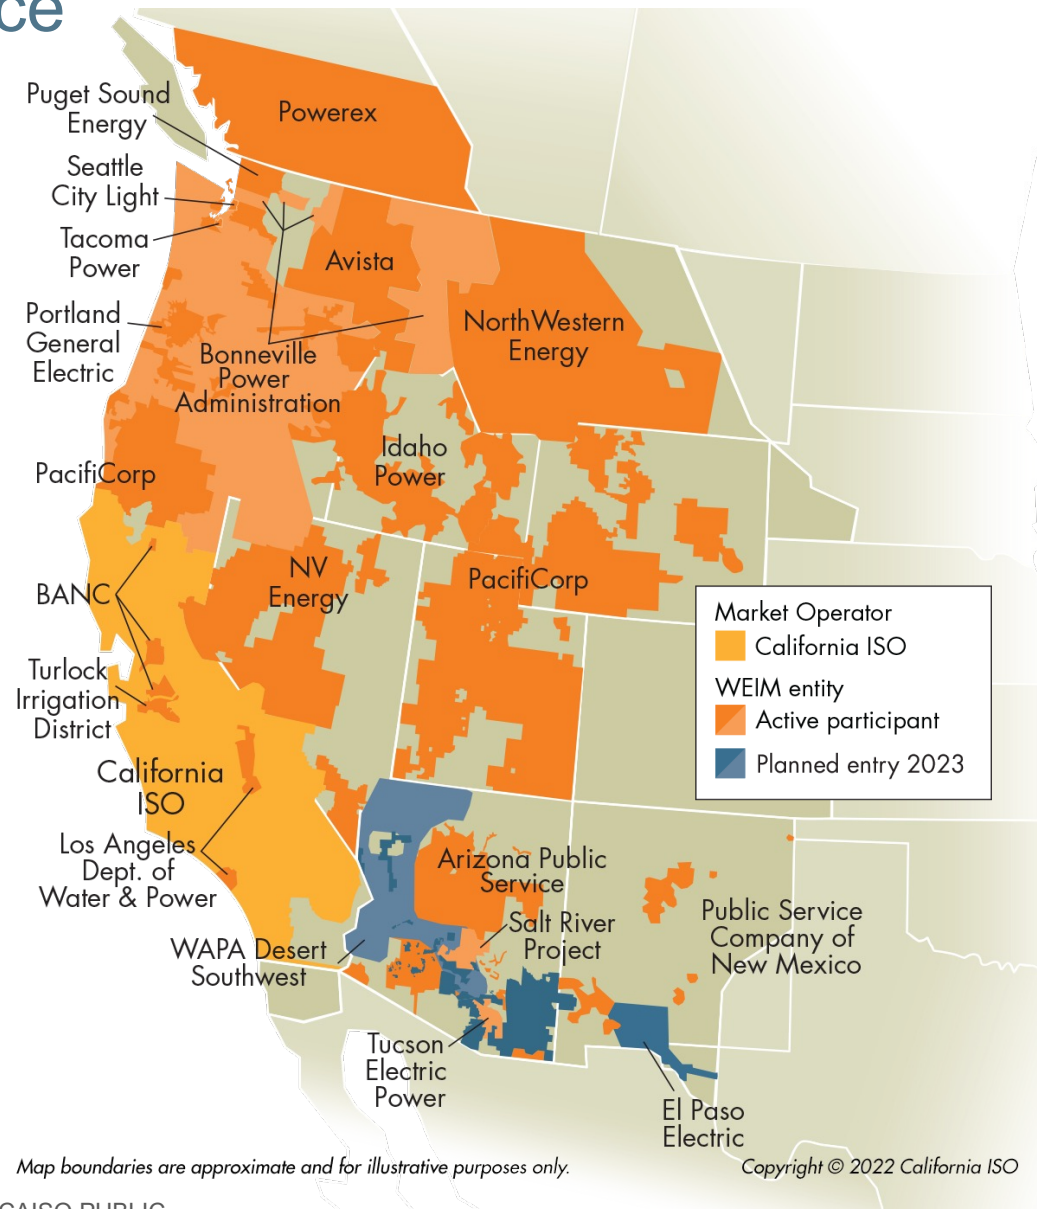 ce
Powerex
Puget Sound
Energy
Seattle
City Light
Tacoma
Power
Avista
Portland
General
Electric
NorthWestern
Energy
Bonneville
Power
Administration
Idaho
Power
PacifiCorp
NV
Energy
PacifiCorp
BANC
Market Operator
California ISO
WEIM entity
Active participant
Planned entry 2023
Turlock
Irrigation
District
California
ISO
Los Angeles
Dept. of
Water & Power
Arizona Public
Service
Salt River
Project
Public Service
Company of
New Mexico
WAPA Desert
Southwest
Tucson
Electric
Power
El Paso
Electric
Map boundaries are approximate and for illustrative purposes only.
Copyright © 2022 California ISO
CAISO PUBLIC